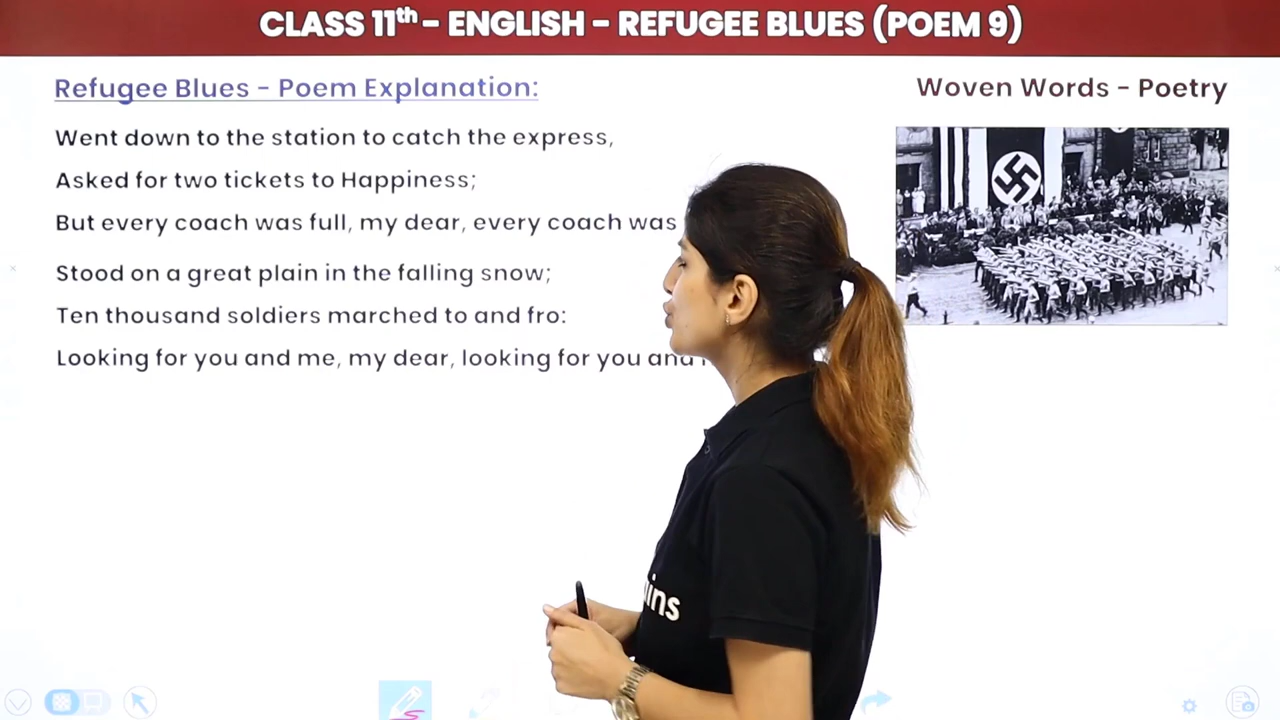 CLASS 11th - ENGLISH - REFUGEE BLUES (POEM 9)
Refugee Blues - Poem Explanation:
Woven Words - Poetry
Went down to the station to catch the express,
Asked for two tickets to Happiness;
But every coach was full, my dear, every coach was
Stood on a great plain in the falling snow;
Ten thousand soldiers marched to and fro:
Looking for you and me, my dear, looking for you and